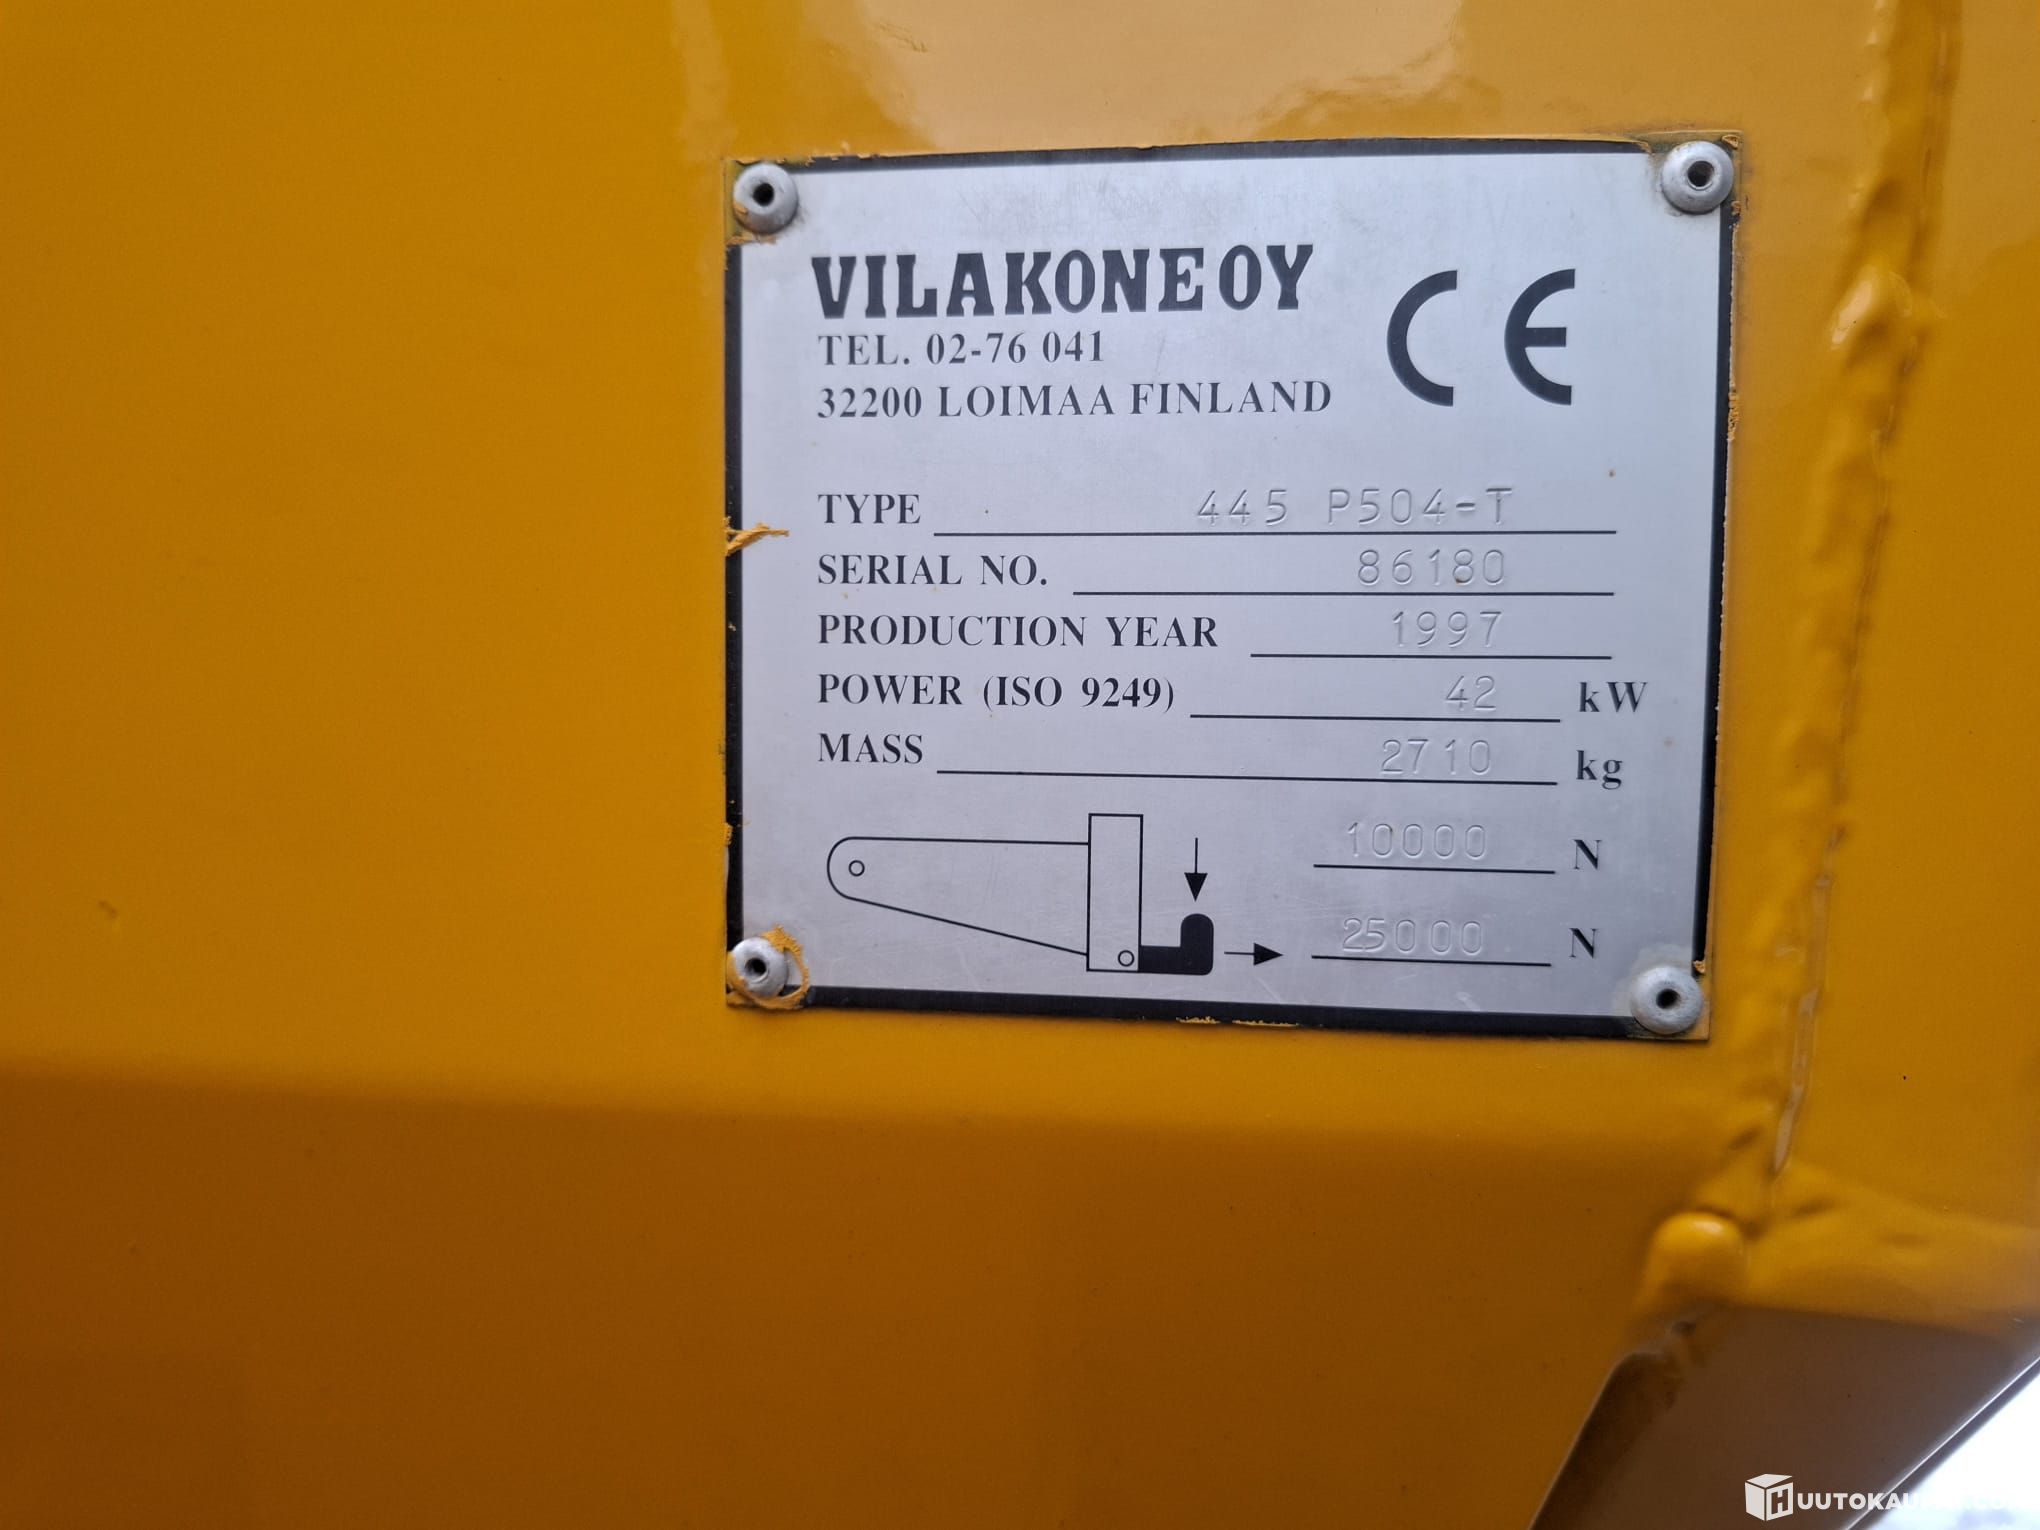 VILAKONE OY
TEL. 02-76 041
32200 LOIMAA FINLAND
CE
TYPE 445 P504-T
SERIAL NO. 86180
PRODUCTION YEAR 1997
POWER (ISO 9249) 42 kW
MASS 2710 kg
10000 N
25000 N